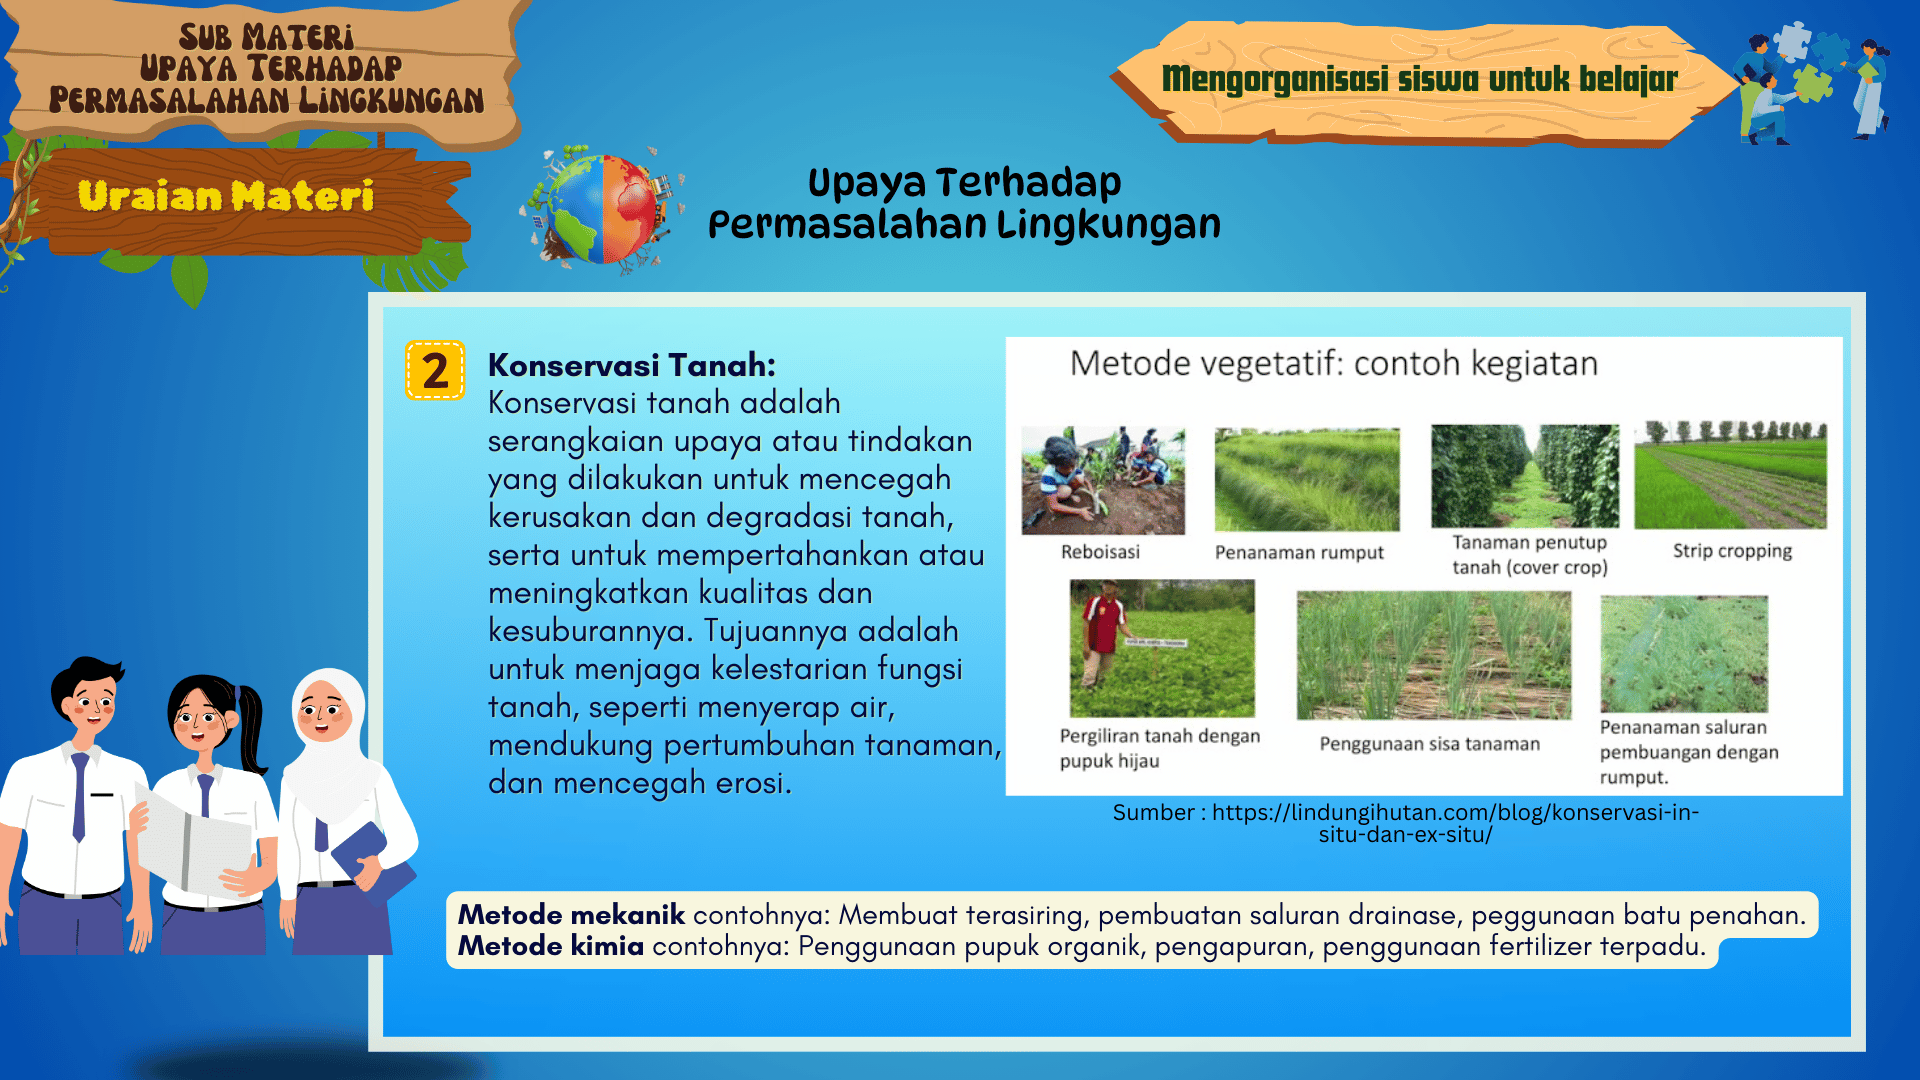 Sub Materi
Upaya Terhadap
Permasalahan Lingkungan
Mengorganisasi siswa untuk belajar
Uraian Materi
Upaya Terhadap
Permasalahan Lingkungan
2
Konservasi Tanah:
Konservasi tanah adalah
serangkaian upaya atau tindakan
yang dilakukan untuk mencegah
kerusakan dan degradasi tanah,
serta untuk mempertahankan atau
meningkatkan kualitas dan
kesuburannya. Tujuannya adalah
untuk menjaga kelestarian fungsi
tanah, seperti menyerap air,
mendukung pertumbuhan tanaman,
dan mencegah erosi.
Metode vegetatif: contoh kegiatan
Reboisasi
Penanaman rumput
Tanaman penutup
tanah (cover crop)
Strip cropping
Pergiliran tanah dengan
pupuk hijau
Penggunaan sisa tanaman
Penanaman saluran
pembuangan dengan
rumput.
Sumber : https://lindungihutan.com/blog/konservasi-in-
situ-dan-ex-situ/
Metode mekanik contohnya: Membuat terasiring, pembuatan saluran drainase, peggunaan batu penahan.
Metode kimia contohnya: Penggunaan pupuk organik, pengapuran, penggunaan fertilizer terpadu.